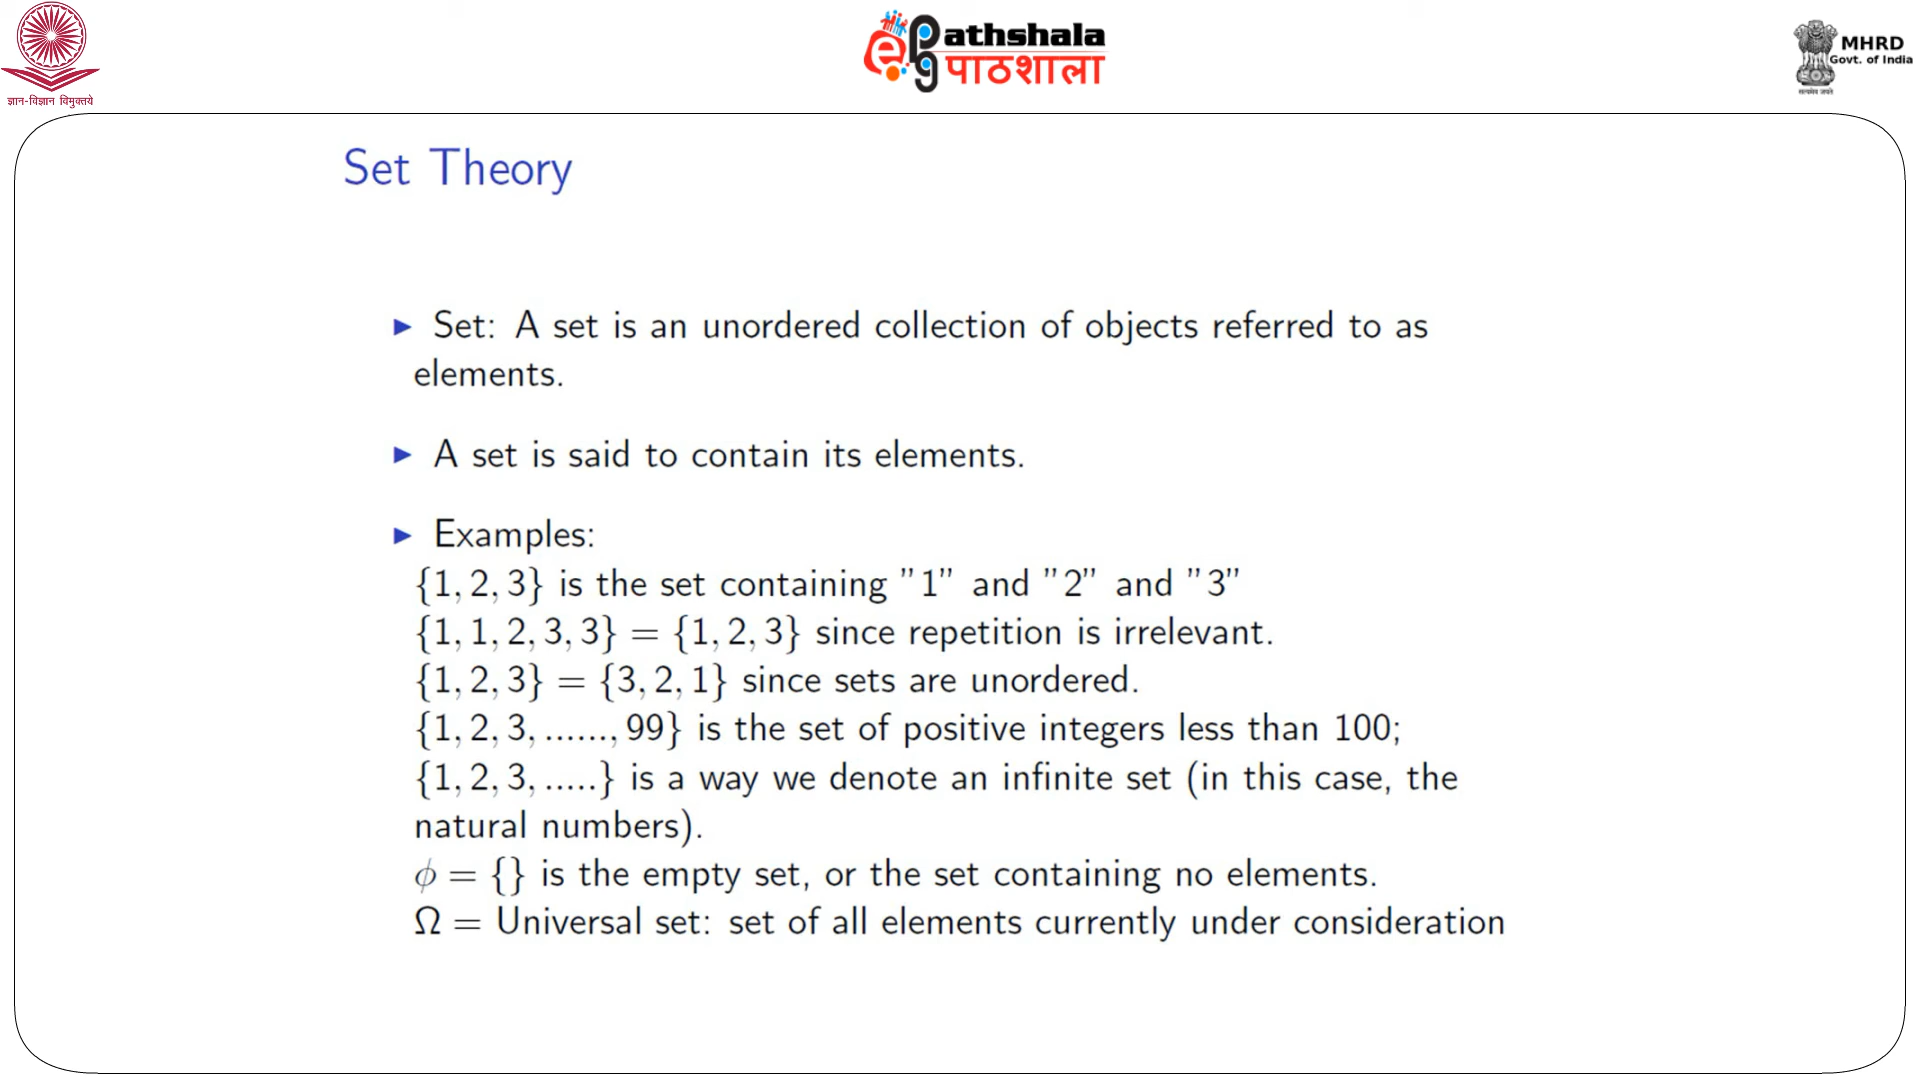 ज्ञान-विज्ञान विमुक्तये
e
PG
athshala
पाठशाला
MHRD
Govt. of India
सत्यमेव जयते
Set Theory
▶ Set: A set is an unordered collection of objects referred to as
elements.
▶ A set is said to contain its elements.
▶ Examples:
{1, 2, 3} is the set containing ”1” and ”2” and ”3”
{1, 1, 2, 3, 3} = {1, 2, 3} since repetition is irrelevant.
{1, 2, 3} = {3, 2, 1} since sets are unordered.
{1, 2, 3, ......, 99} is the set of positive integers less than 100;
{1, 2, 3, .....} is a way we denote an infinite set (in this case, the
natural numbers).
ϕ = {} is the empty set, or the set containing no elements.
Ω = Universal set: set of all elements currently under consideration